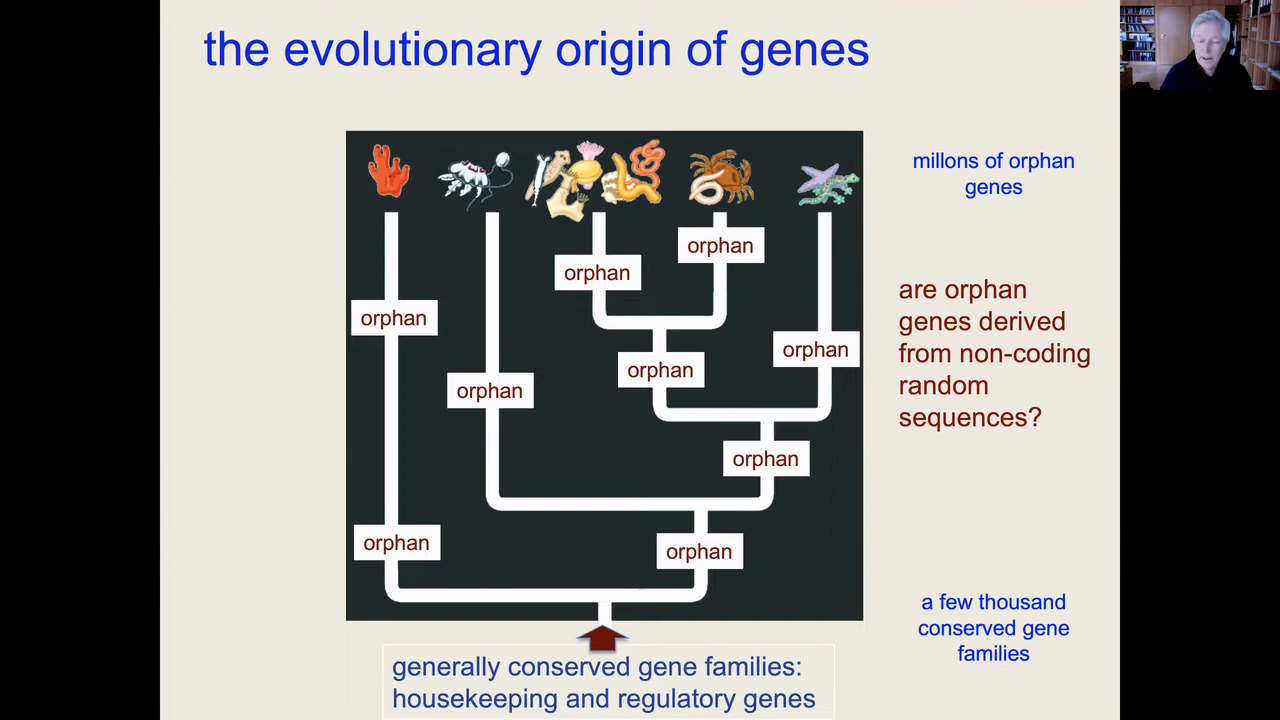 the evolutionary origin of genes
millons of orphan
genes
orphan
orphan
are orphan
genes derived
from non-coding
random
sequences?
orphan
orphan
orphan
orphan
orphan
orphan
orphan
a few thousand
conserved gene
families
generally conserved gene families:
housekeeping and regulatory genes